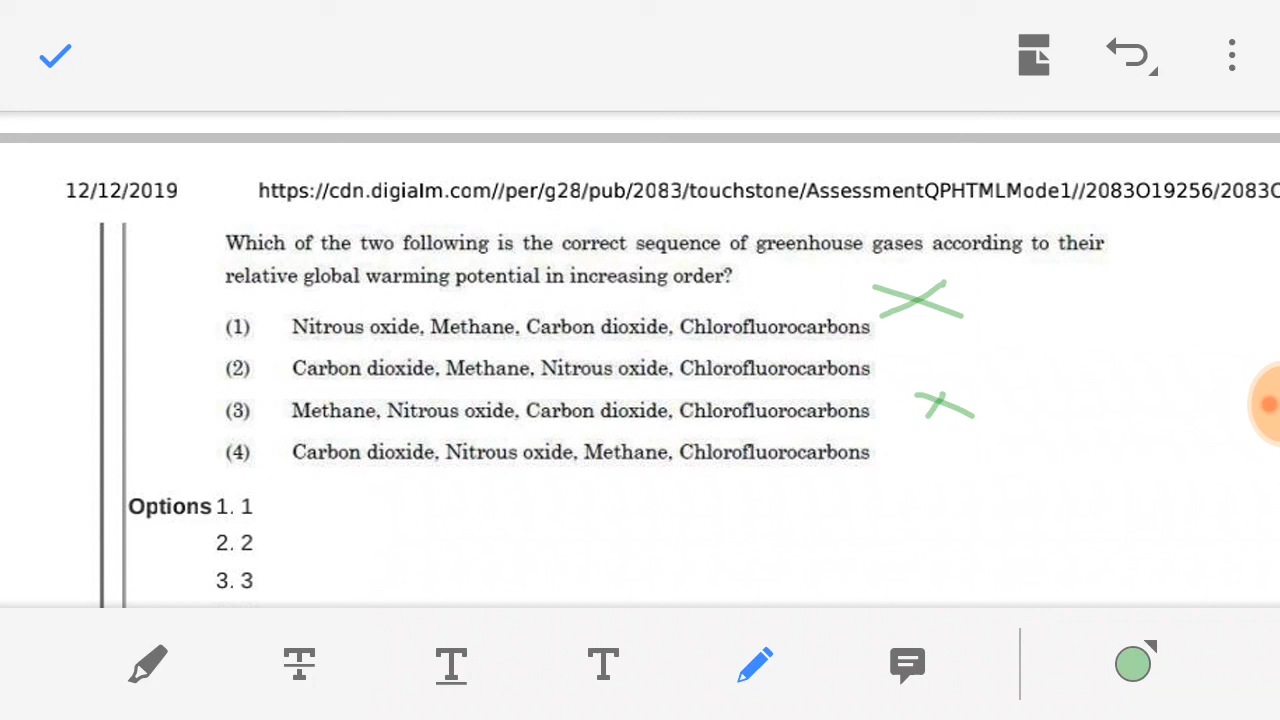 12/12/2019 https://cdn.digialm.com//per/g28/pub/2083/touchstone/AssessmentQPHTMLMode1//2083O19256/2083O
Which of the two following is the correct sequence of greenhouse gases according to their
relative global warming potential in increasing order?
(1) Nitrous oxide, Methane, Carbon dioxide, Chlorofluorocarbons
(2) Carbon dioxide, Methane, Nitrous oxide, Chlorofluorocarbons
(3) Methane, Nitrous oxide, Carbon dioxide, Chlorofluorocarbons
(4) Carbon dioxide, Nitrous oxide, Methane, Chlorofluorocarbons
Options 1. 1
2. 2
3. 3